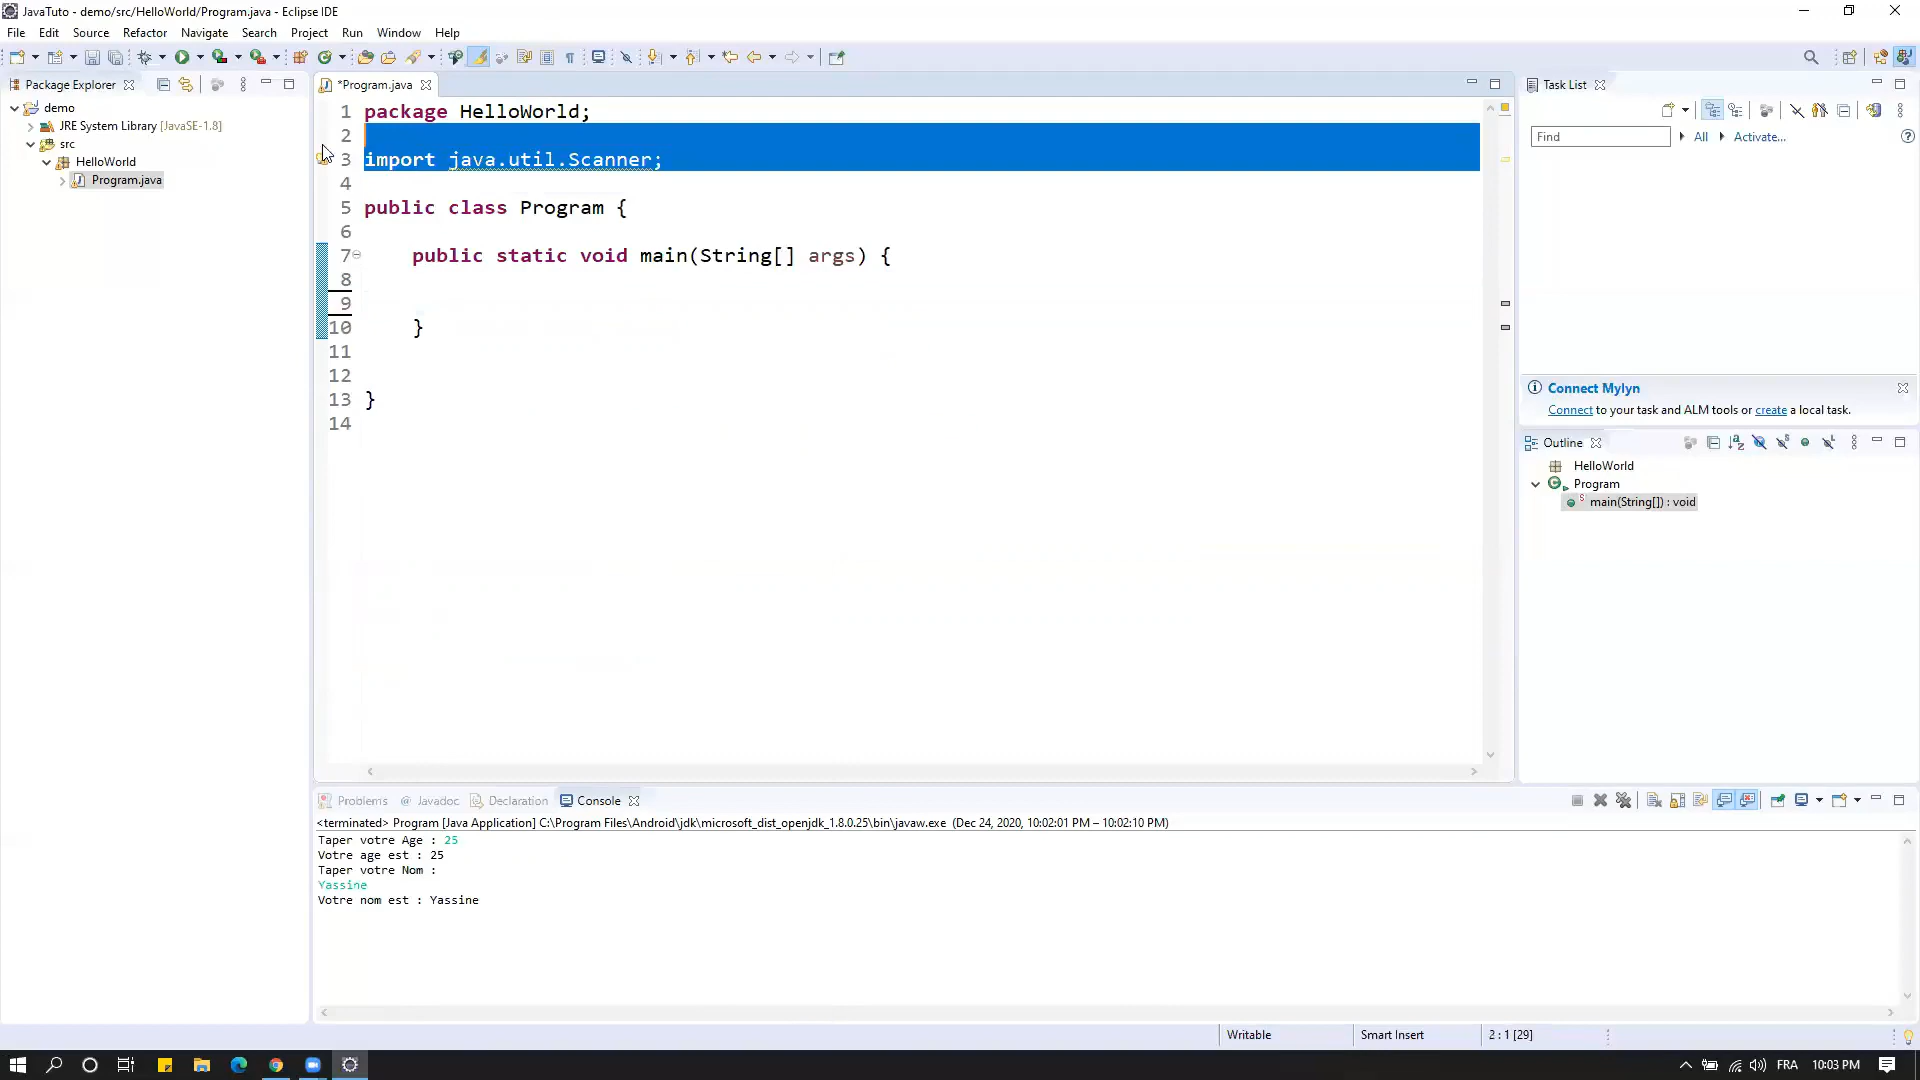 JavaTuto - demo/src/HelloWorld/Program.java - Eclipse IDE
File Edit Source Refactor Navigate Search Project Run Window Help
Package Explorer
demo
JRE System Library [JavaSE-1.8]
src
HelloWorld
Program.java
*Program.java
1 package HelloWorld;
2
3 import java.util.Scanner;
4
5 public class Program {
6
7 public static void main(String[] args) {
8
9
10 }
11
12
13 }
14
Task List
Find All Activate...
Connect Mylyn
Connect to your task and ALM tools or create a local task.
Outline
HelloWorld
Program
main(String[]) : void
Problems Javadoc Declaration Console
<terminated> Program [Java Application] C:\Program Files\Android\jdk\microsoft_dist_openjdk_1.8.0.25\bin\javaw.exe (Dec 24, 2020, 10:02:01 PM – 10:02:10 PM)
Taper votre Age : 25
Votre age est : 25
Taper votre Nom :
Yassine
Votre nom est : Yassine
Writable Smart Insert 2 : 1 [29]
FRA 10:03 PM